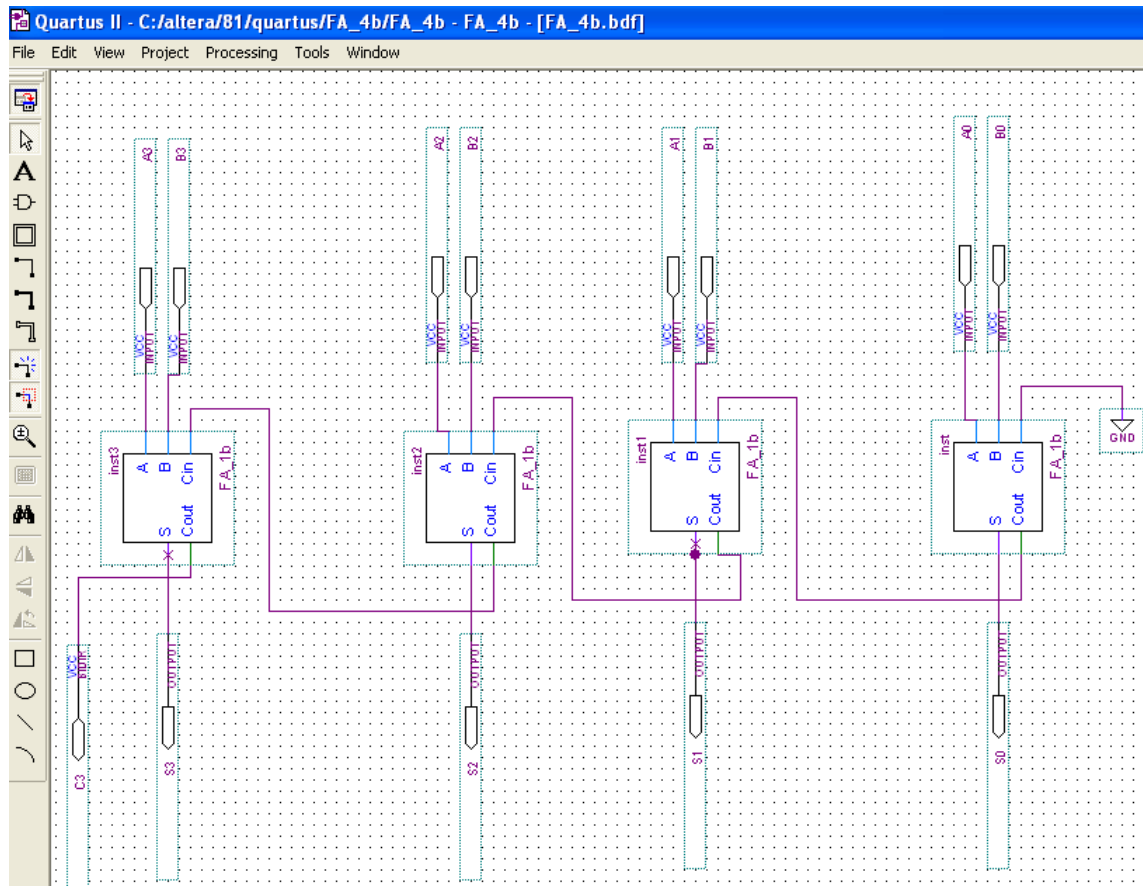 Quartus II - C:/altera/81/quartus/FA_4b/FA_4b - FA_4b - [FA_4b.bdf]
File Edit View Project Processing Tools Window
A3 B3 A2 B2 A1 B1 A0 B0
VCC INPUT VCC INPUT VCC INPUT VCC INPUT VCC INPUT VCC INPUT VCC INPUT VCC INPUT
GND
inst3 A B Cin FA_1b
inst2 A B Cin FA_1b
inst1 A B Cin FA_1b
inst A B Cin FA_1b
S Cout S Cout S Cout S Cout
VCC BIDIR OUTPUT OUTPUT OUTPUT OUTPUT
C3 S3 S2 S1 S0